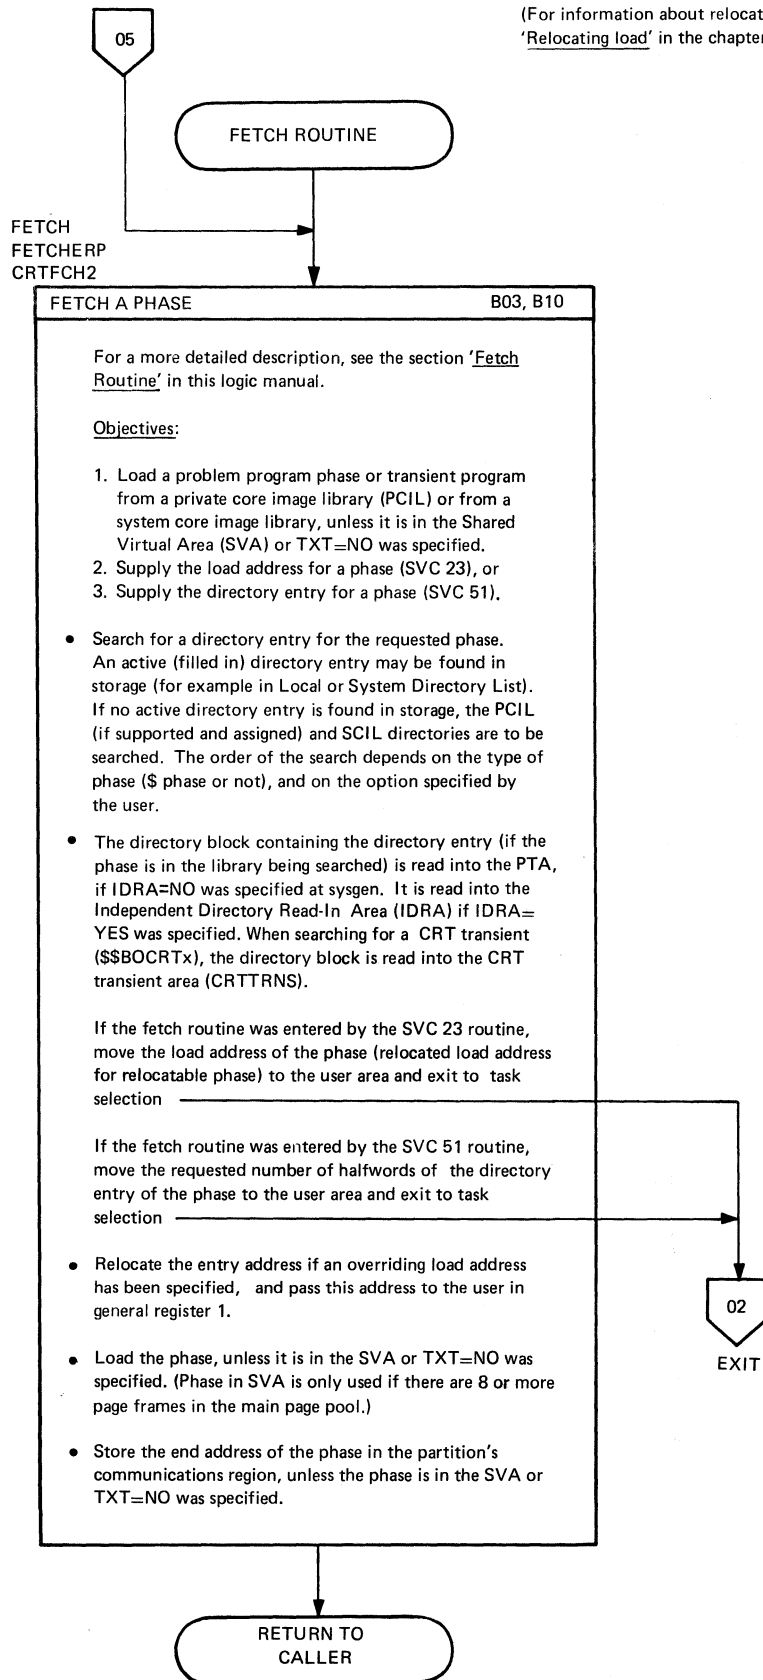 (For information about relocat
'Relocating load' in the chapter
05
FETCH ROUTINE
FETCH
FETCHERP
CRTFCH2
FETCH A PHASE B03, B10
For a more detailed description, see the section 'Fetch
Routine' in this logic manual.
Objectives:
1. Load a problem program phase or transient program
from a private core image library (PCIL) or from a
system core image library, unless it is in the Shared
Virtual Area (SVA) or TXT=NO was specified.
2. Supply the load address for a phase (SVC 23), or
3. Supply the directory entry for a phase (SVC 51).
• Search for a directory entry for the requested phase.
An active (filled in) directory entry may be found in
storage (for example in Local or System Directory List).
If no active directory entry is found in storage, the PCIL
(if supported and assigned) and SCIL directories are to be
searched. The order of the search depends on the type of
phase ($ phase or not), and on the option specified by
the user.
• The directory block containing the directory entry (if the
phase is in the library being searched) is read into the PTA,
if IDRA=NO was specified at sysgen. It is read into the
Independent Directory Read-In Area (IDRA) if IDRA=
YES was specified. When searching for a CRT transient
($$BOCRTx), the directory block is read into the CRT
transient area (CRTTRNS).
If the fetch routine was entered by the SVC 23 routine,
move the load address of the phase (relocated load address
for relocatable phase) to the user area and exit to task
selection
If the fetch routine was entered by the SVC 51 routine,
move the requested number of halfwords of the directory
entry of the phase to the user area and exit to task
selection
• Relocate the entry address if an overriding load address
has been specified, and pass this address to the user in
general register 1.
02
EXIT
• Load the phase, unless it is in the SVA or TXT=NO was
specified. (Phase in SVA is only used if there are 8 or more
page frames in the main page pool.)
• Store the end address of the phase in the partition's
communications region, unless the phase is in the SVA or
TXT=NO was specified.
RETURN TO
CALLER